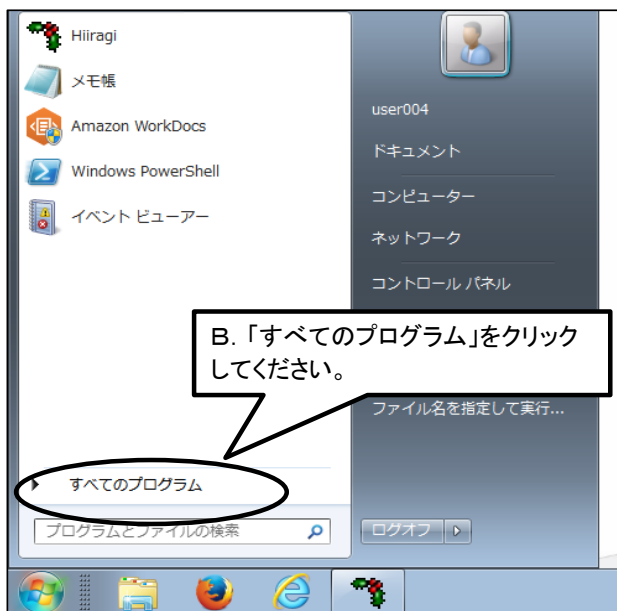 Hiiragi
メモ帳
Amazon WorkDocs
Windows PowerShell
イベント ビューアー
user004
ドキュメント
コンピューター
ネットワーク
コントロール パネル
B. 「すべてのプログラム」をクリック
してください。
ファイル名を指定して実行...
すべてのプログラム
プログラムとファイルの検索
ログオフ